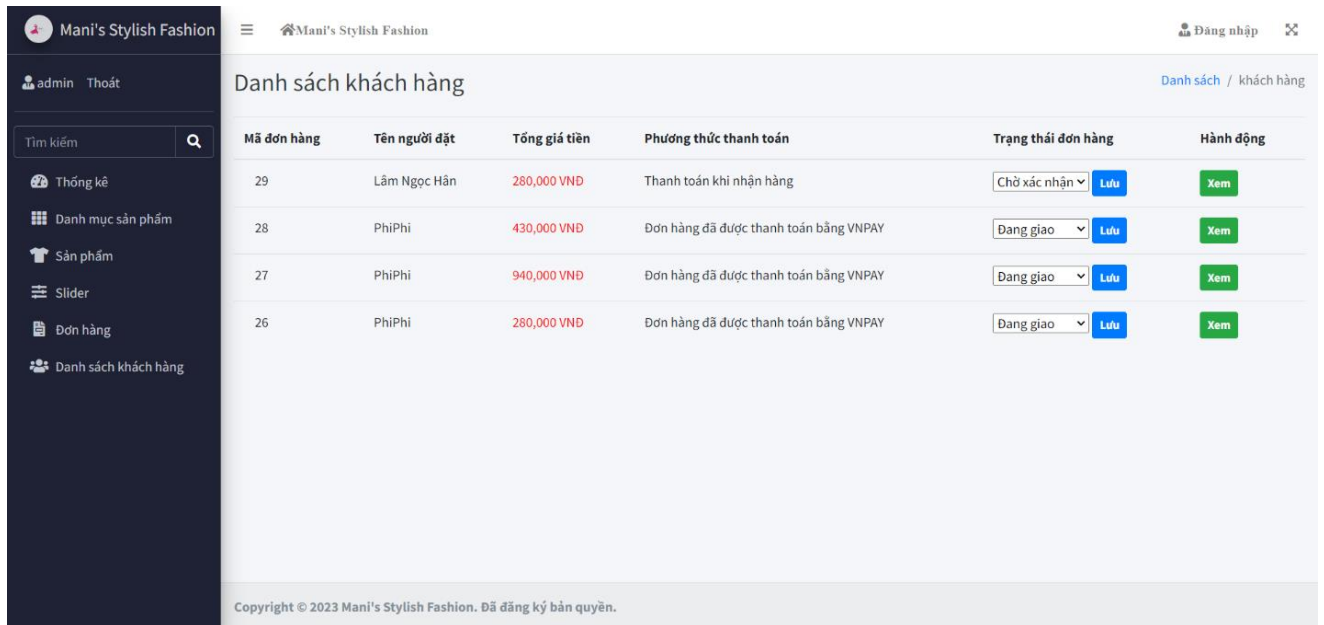 Mani's Stylish Fashion
Mani's Stylish Fashion
Đăng nhập
admin Thoát
Danh sách khách hàng
Danh sách / khách hàng
Tìm kiếm
Mã đơn hàng Tên người đặt Tổng giá tiền Phương thức thanh toán Trạng thái đơn hàng Hành động
29 Lâm Ngọc Hân 280,000 VNĐ Thanh toán khi nhận hàng Chờ xác nhận Lưu Xem
28 PhiPhi 430,000 VNĐ Đơn hàng đã được thanh toán bằng VNPAY Đang giao Lưu Xem
27 PhiPhi 940,000 VNĐ Đơn hàng đã được thanh toán bằng VNPAY Đang giao Lưu Xem
26 PhiPhi 280,000 VNĐ Đơn hàng đã được thanh toán bằng VNPAY Đang giao Lưu Xem
Thống kê
Danh mục sản phẩm
Sản phẩm
Slider
Đơn hàng
Danh sách khách hàng
Copyright © 2023 Mani's Stylish Fashion. Đã đăng ký bản quyền.